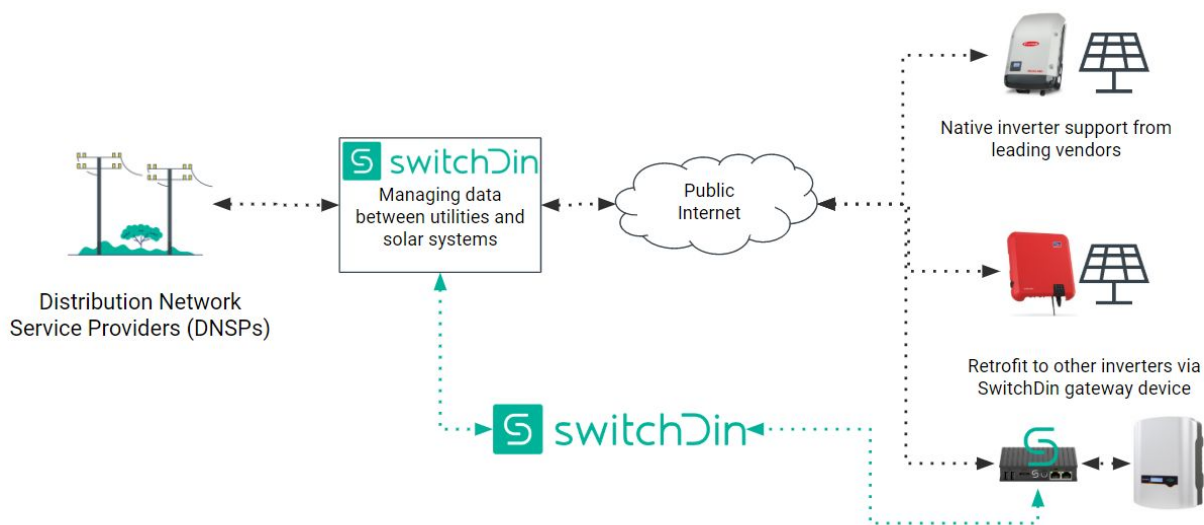 switchDin
Managing data
between utilities and
solar systems
Public
Internet
Native inverter support from
leading vendors
Distribution Network
Service Providers (DNSPs)
Retrofit to other inverters via
SwitchDin gateway device
switchDin